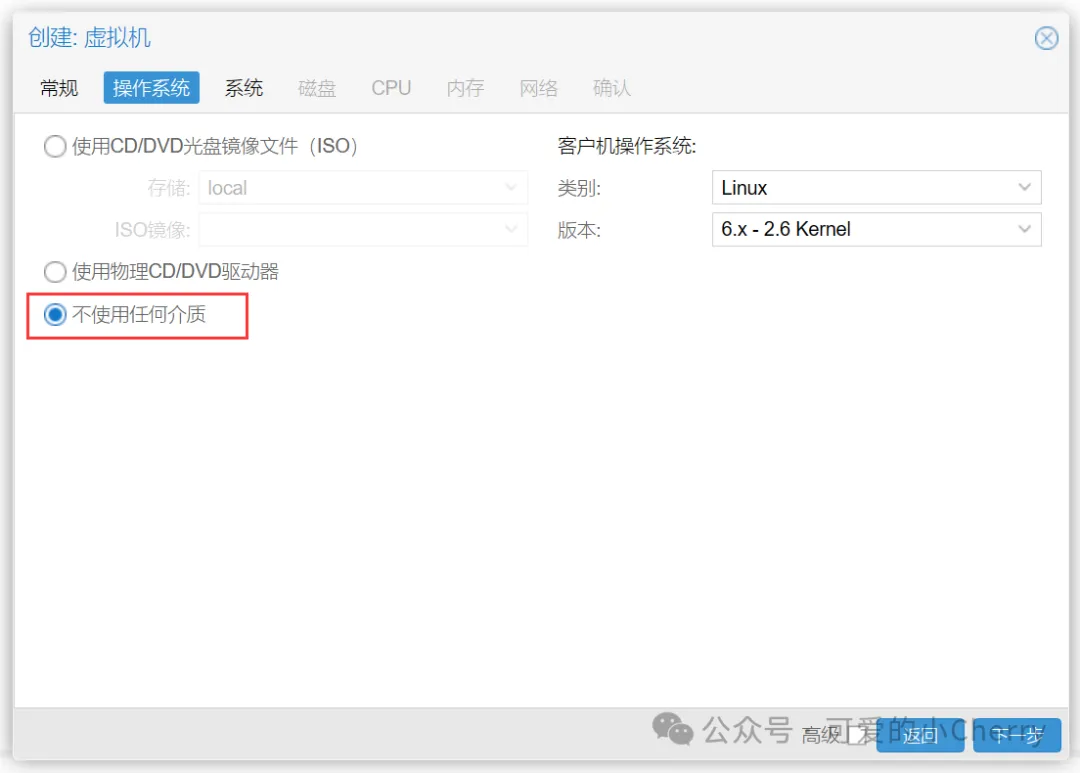 创建: 虚拟机
常规 操作系统 系统 磁盘 CPU 内存 网络 确认
使用CD/DVD光盘镜像文件（ISO） 客户机操作系统:
存储: local 类别: Linux
ISO镜像: 版本: 6.x - 2.6 Kernel
使用物理CD/DVD驱动器
不使用任何介质
高级 返回 下一步
公众号 可爱的小Cherry